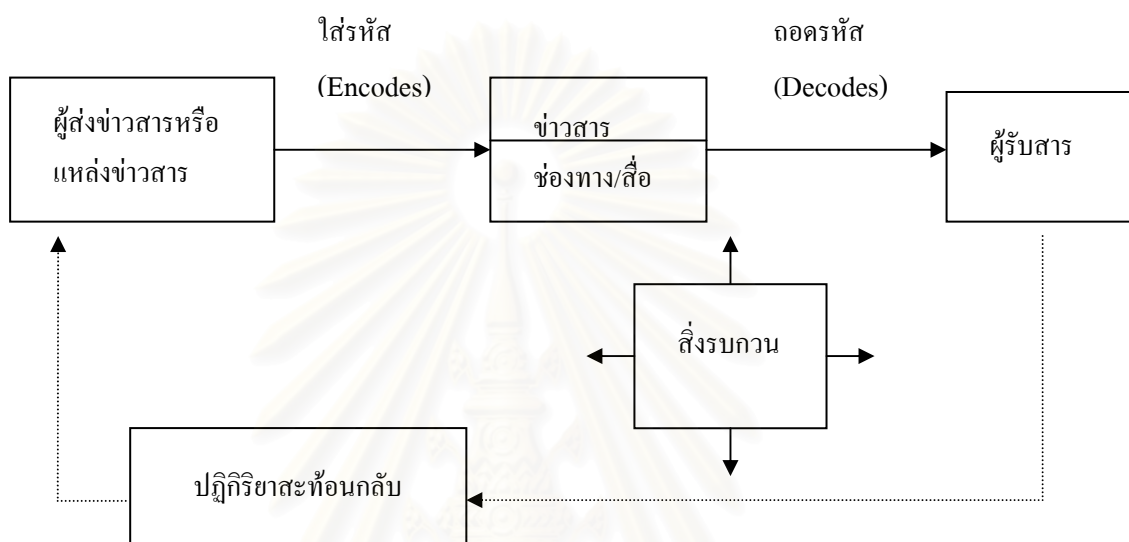 ใส่รหัส
(Encodes)
ถอดรหัส
(Decodes)
ผู้ส่งข่าวสารหรือ
แหล่งข่าวสาร
ข่าวสาร
ช่องทาง/สื่อ
ผู้รับสาร
สิ่งรบกวน
ปฏิกิริยาสะท้อนกลับ